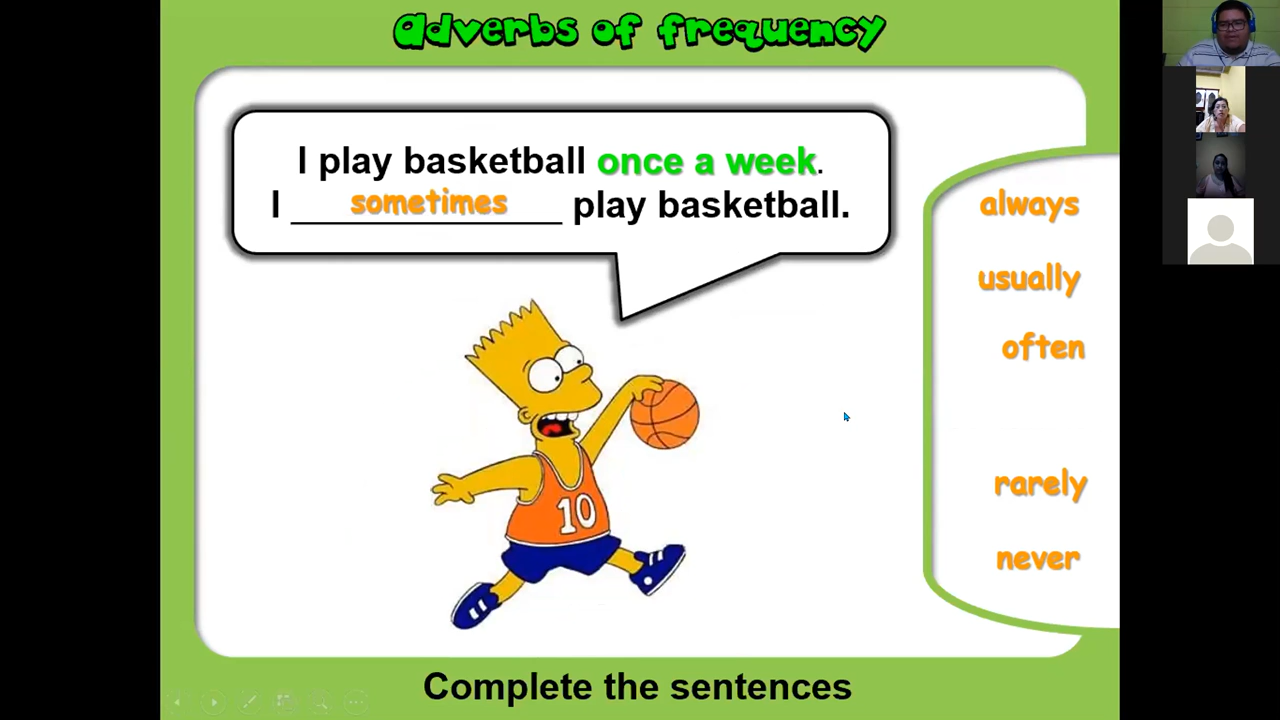 Adverbs of frequency
I play basketball once a week.
I sometimes play basketball.
always
usually
often
rarely
never
10
Complete the sentences